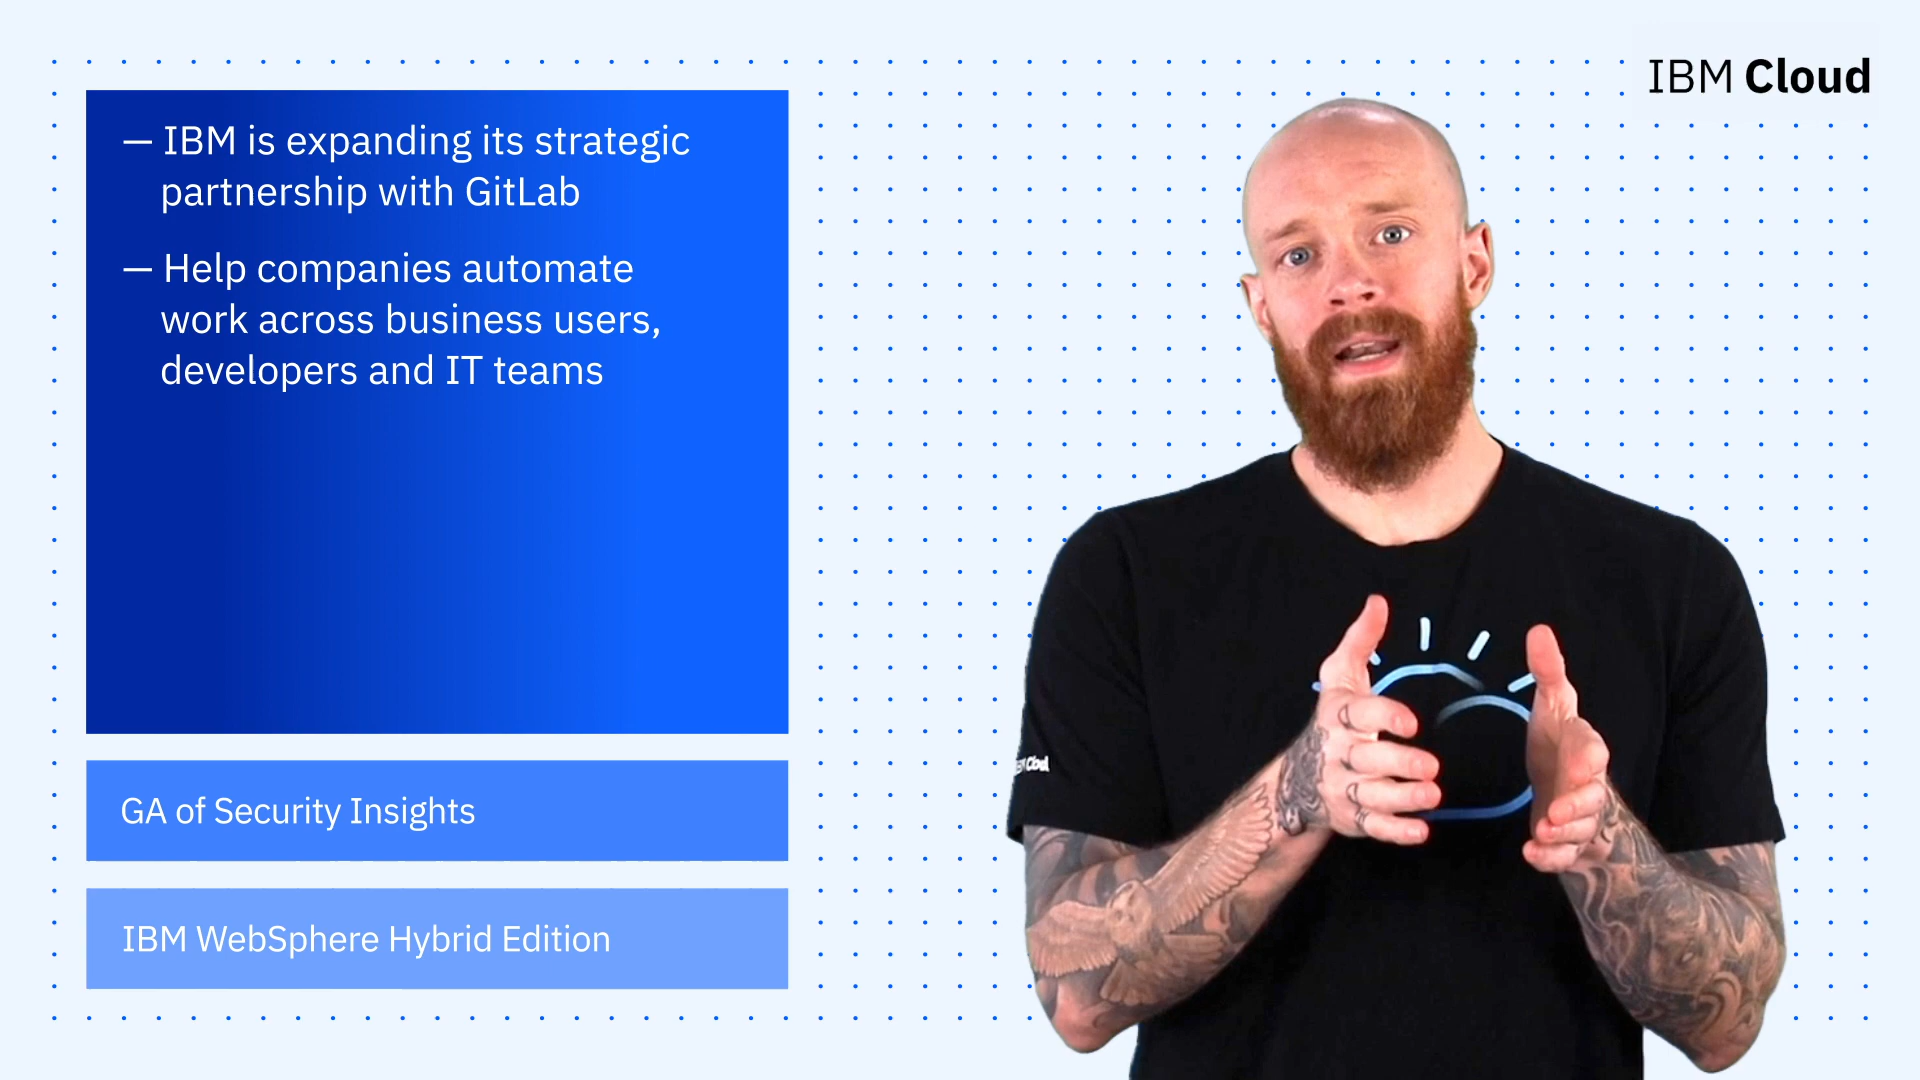 IBM Cloud
— IBM is expanding its strategic
partnership with GitLab
— Help companies automate
work across business users,
developers and IT teams
GA of Security Insights
IBM WebSphere Hybrid Edition